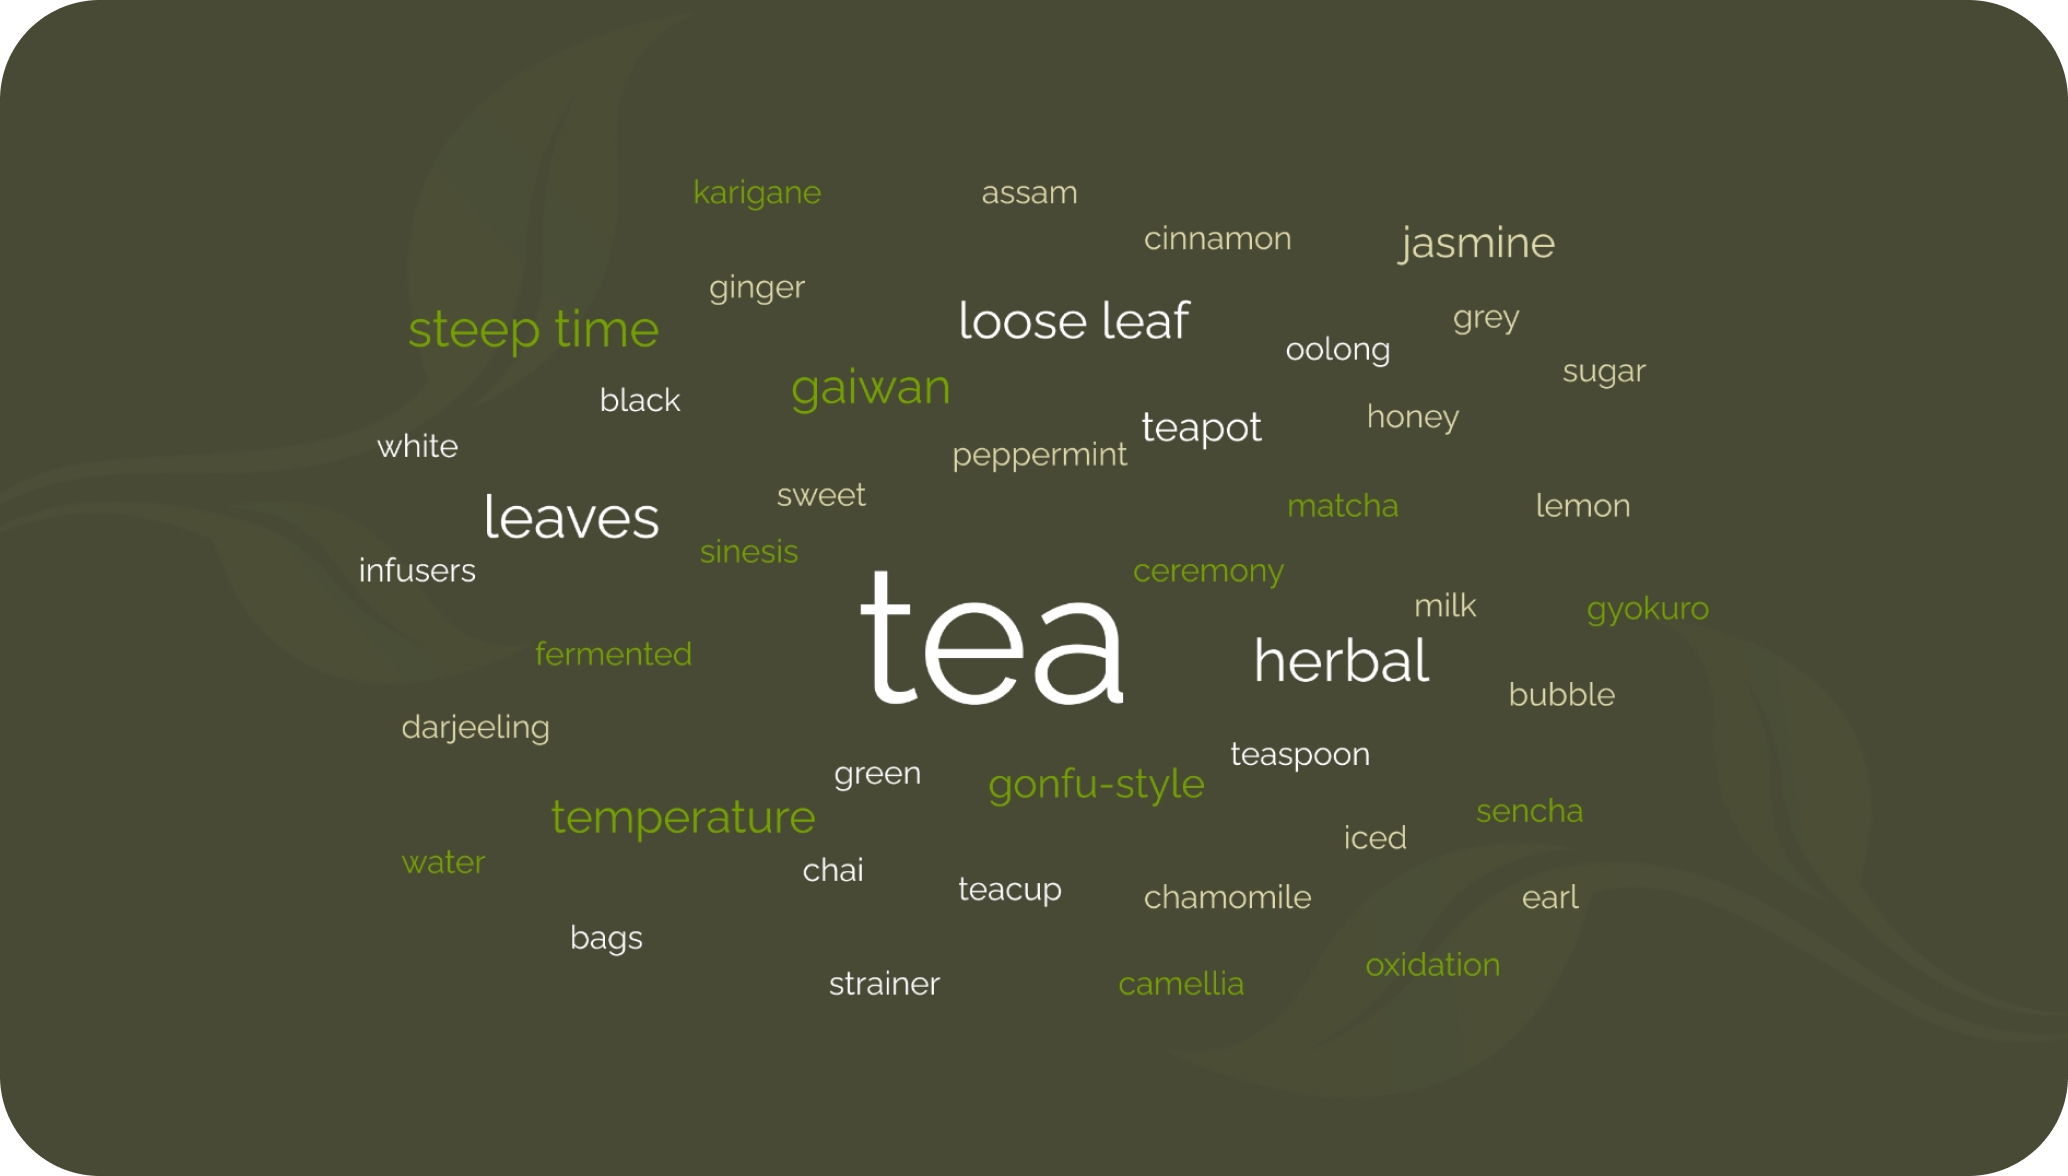 karigane
assam
cinnamon
jasmine
ginger
loose leaf
steep time
grey
oolong
sugar
gaiwan
black
honey
teapot
white
peppermint
sweet
matcha
lemon
leaves
sinesis
infusers
ceremony
milk
gyokuro
tea
fermented
herbal
bubble
darjeeling
teaspoon
green
gonfu-style
sencha
temperature
iced
water
chai
teacup
chamomile
earl
bags
oxidation
strainer
camellia